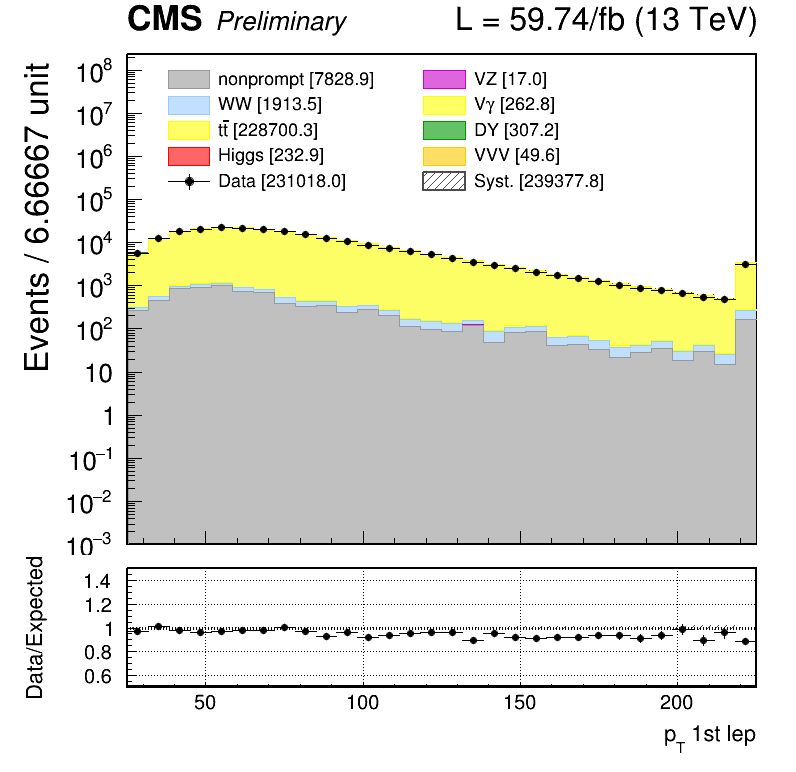 CMS Preliminary L = 59.74/fb (13 TeV)
Events / 6.66667 unit
10⁸
10⁷
10⁶
10⁵
10⁴
10³
10²
10
1
10⁻¹
10⁻²
10⁻³
nonprompt [7828.9]
WW [1913.5]
tt̄ [228700.3]
Higgs [232.9]
Data [231018.0]
VZ [17.0]
Vγ [262.8]
DY [307.2]
VVV [49.6]
Syst. [239377.8]
Data/Expected
1.4
1.2
1
0.8
0.6
50 100 150 200
p_T 1st lep